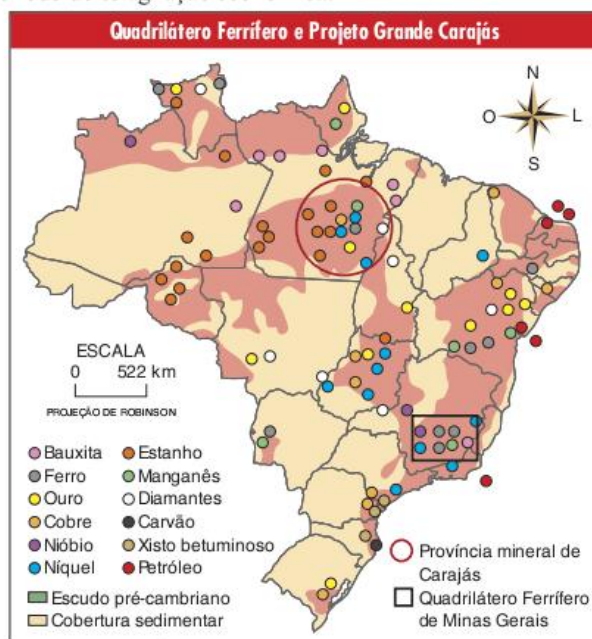 Quadrilátero Ferrífero e Projeto Grande Carajás
N
O
L
S
ESCALA
0 522 km
PROJEÇÃO DE ROBINSON
Bauxita
Ferro
Ouro
Cobre
Nióbio
Níquel
Estanho
Manganês
Diamantes
Carvão
Xisto betuminoso
Petróleo
Escudo pré-cambriano
Cobertura sedimentar
Província mineral de
Carajás
Quadrilátero Ferrífero
de Minas Gerais